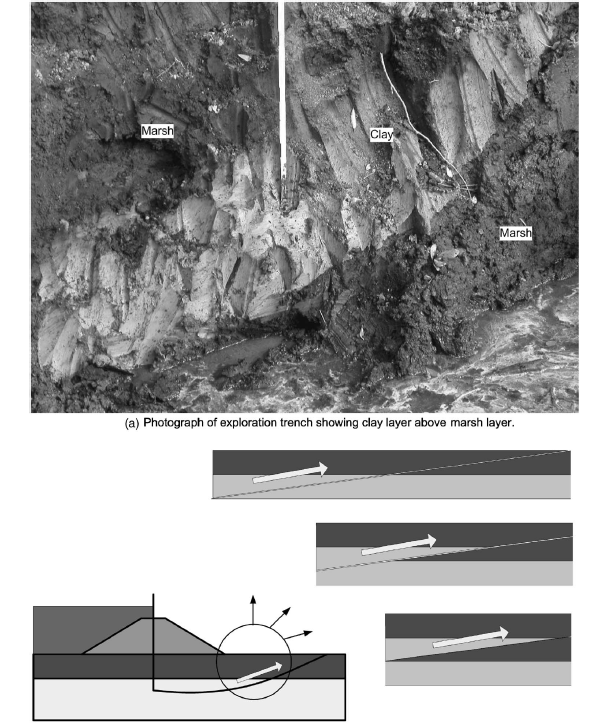 Marsh
Clay
Marsh
(a) Photograph of exploration trench showing clay layer above marsh layer.